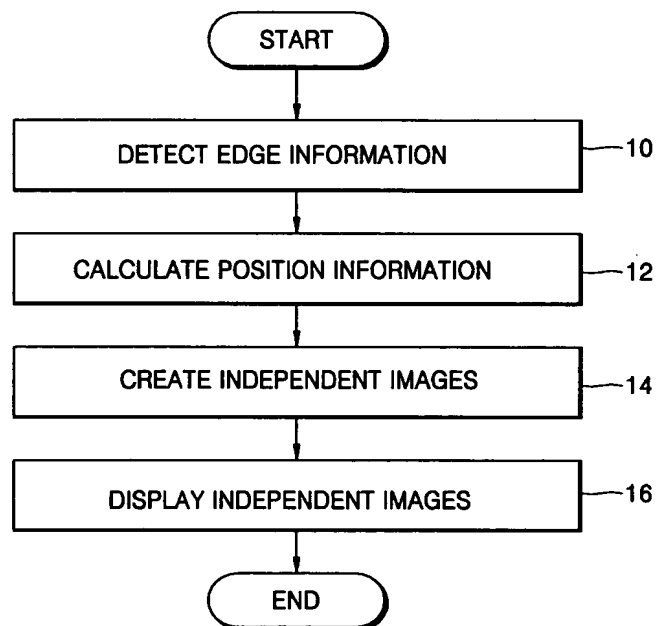 START
DETECT EDGE INFORMATION
10
CALCULATE POSITION INFORMATION
12
CREATE INDEPENDENT IMAGES
14
DISPLAY INDEPENDENT IMAGES
16
END